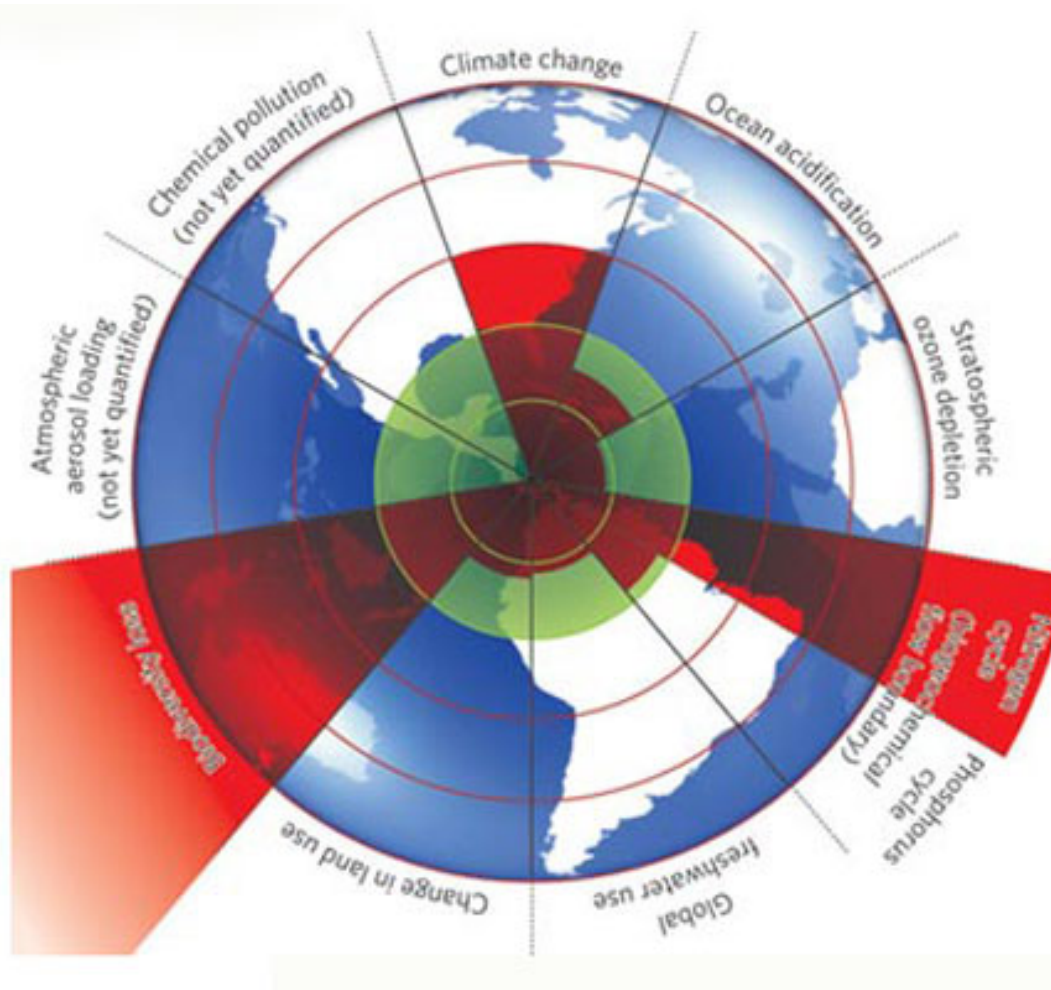 Climate change
Ocean acidification
Stratospheric
ozone depletion
Nitrogen
cycle
(biogeochemical
flow boundary)
Phosphorus
cycle
Global
freshwater use
Change in land use
Biodiversity loss
Atmospheric
aerosol loading
(not yet quantified)
Chemical pollution
(not yet quantified)